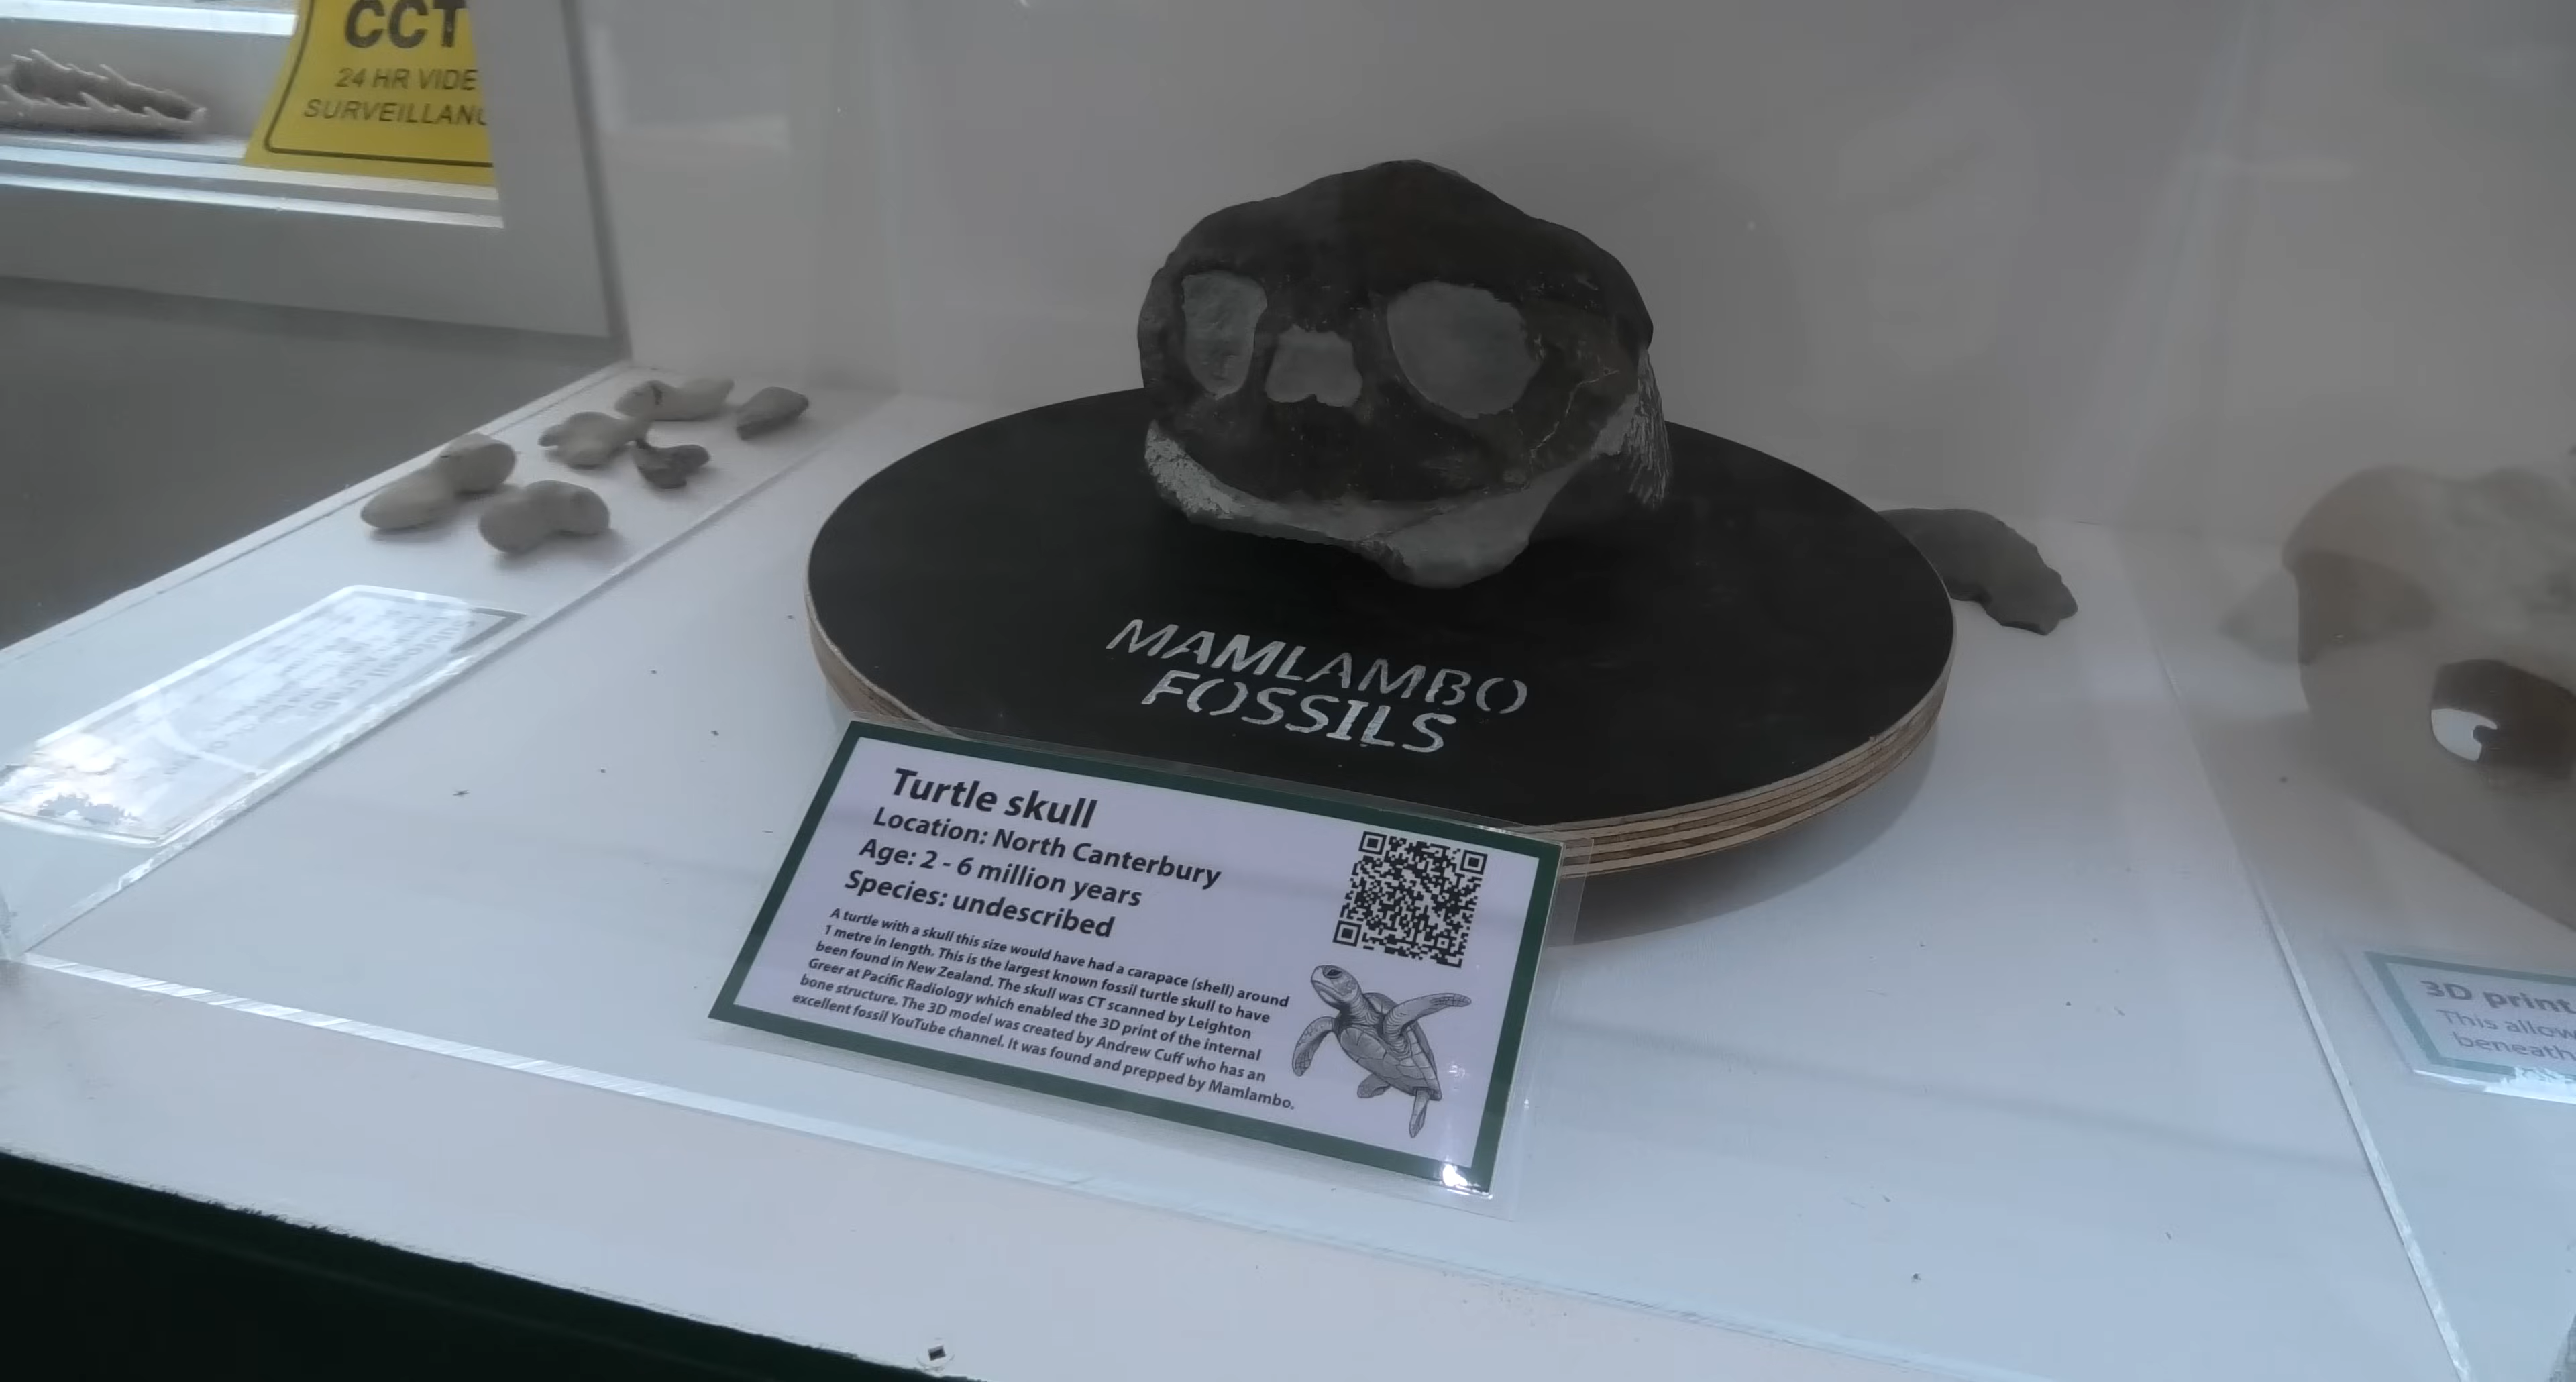 CCT
24 HR VIDE
SURVEILLANC
MAMLAMBO
FOSSILS
Turtle skull
Location: North Canterbury
Age: 2 - 6 million years
Species: undescribed
A turtle with a skull this size would have had a carapace (shell) around
1 metre in length. This is the largest known fossil turtle skull to have
been found in New Zealand. The skull was CT scanned by Leighton
Greer at Pacific Radiology which enabled the 3D print of the internal
bone structure. The 3D model was created by Andrew Cuff who has an
excellent fossil YouTube channel. It was found and prepped by Mamlambo.
3D print
This allow
beneath